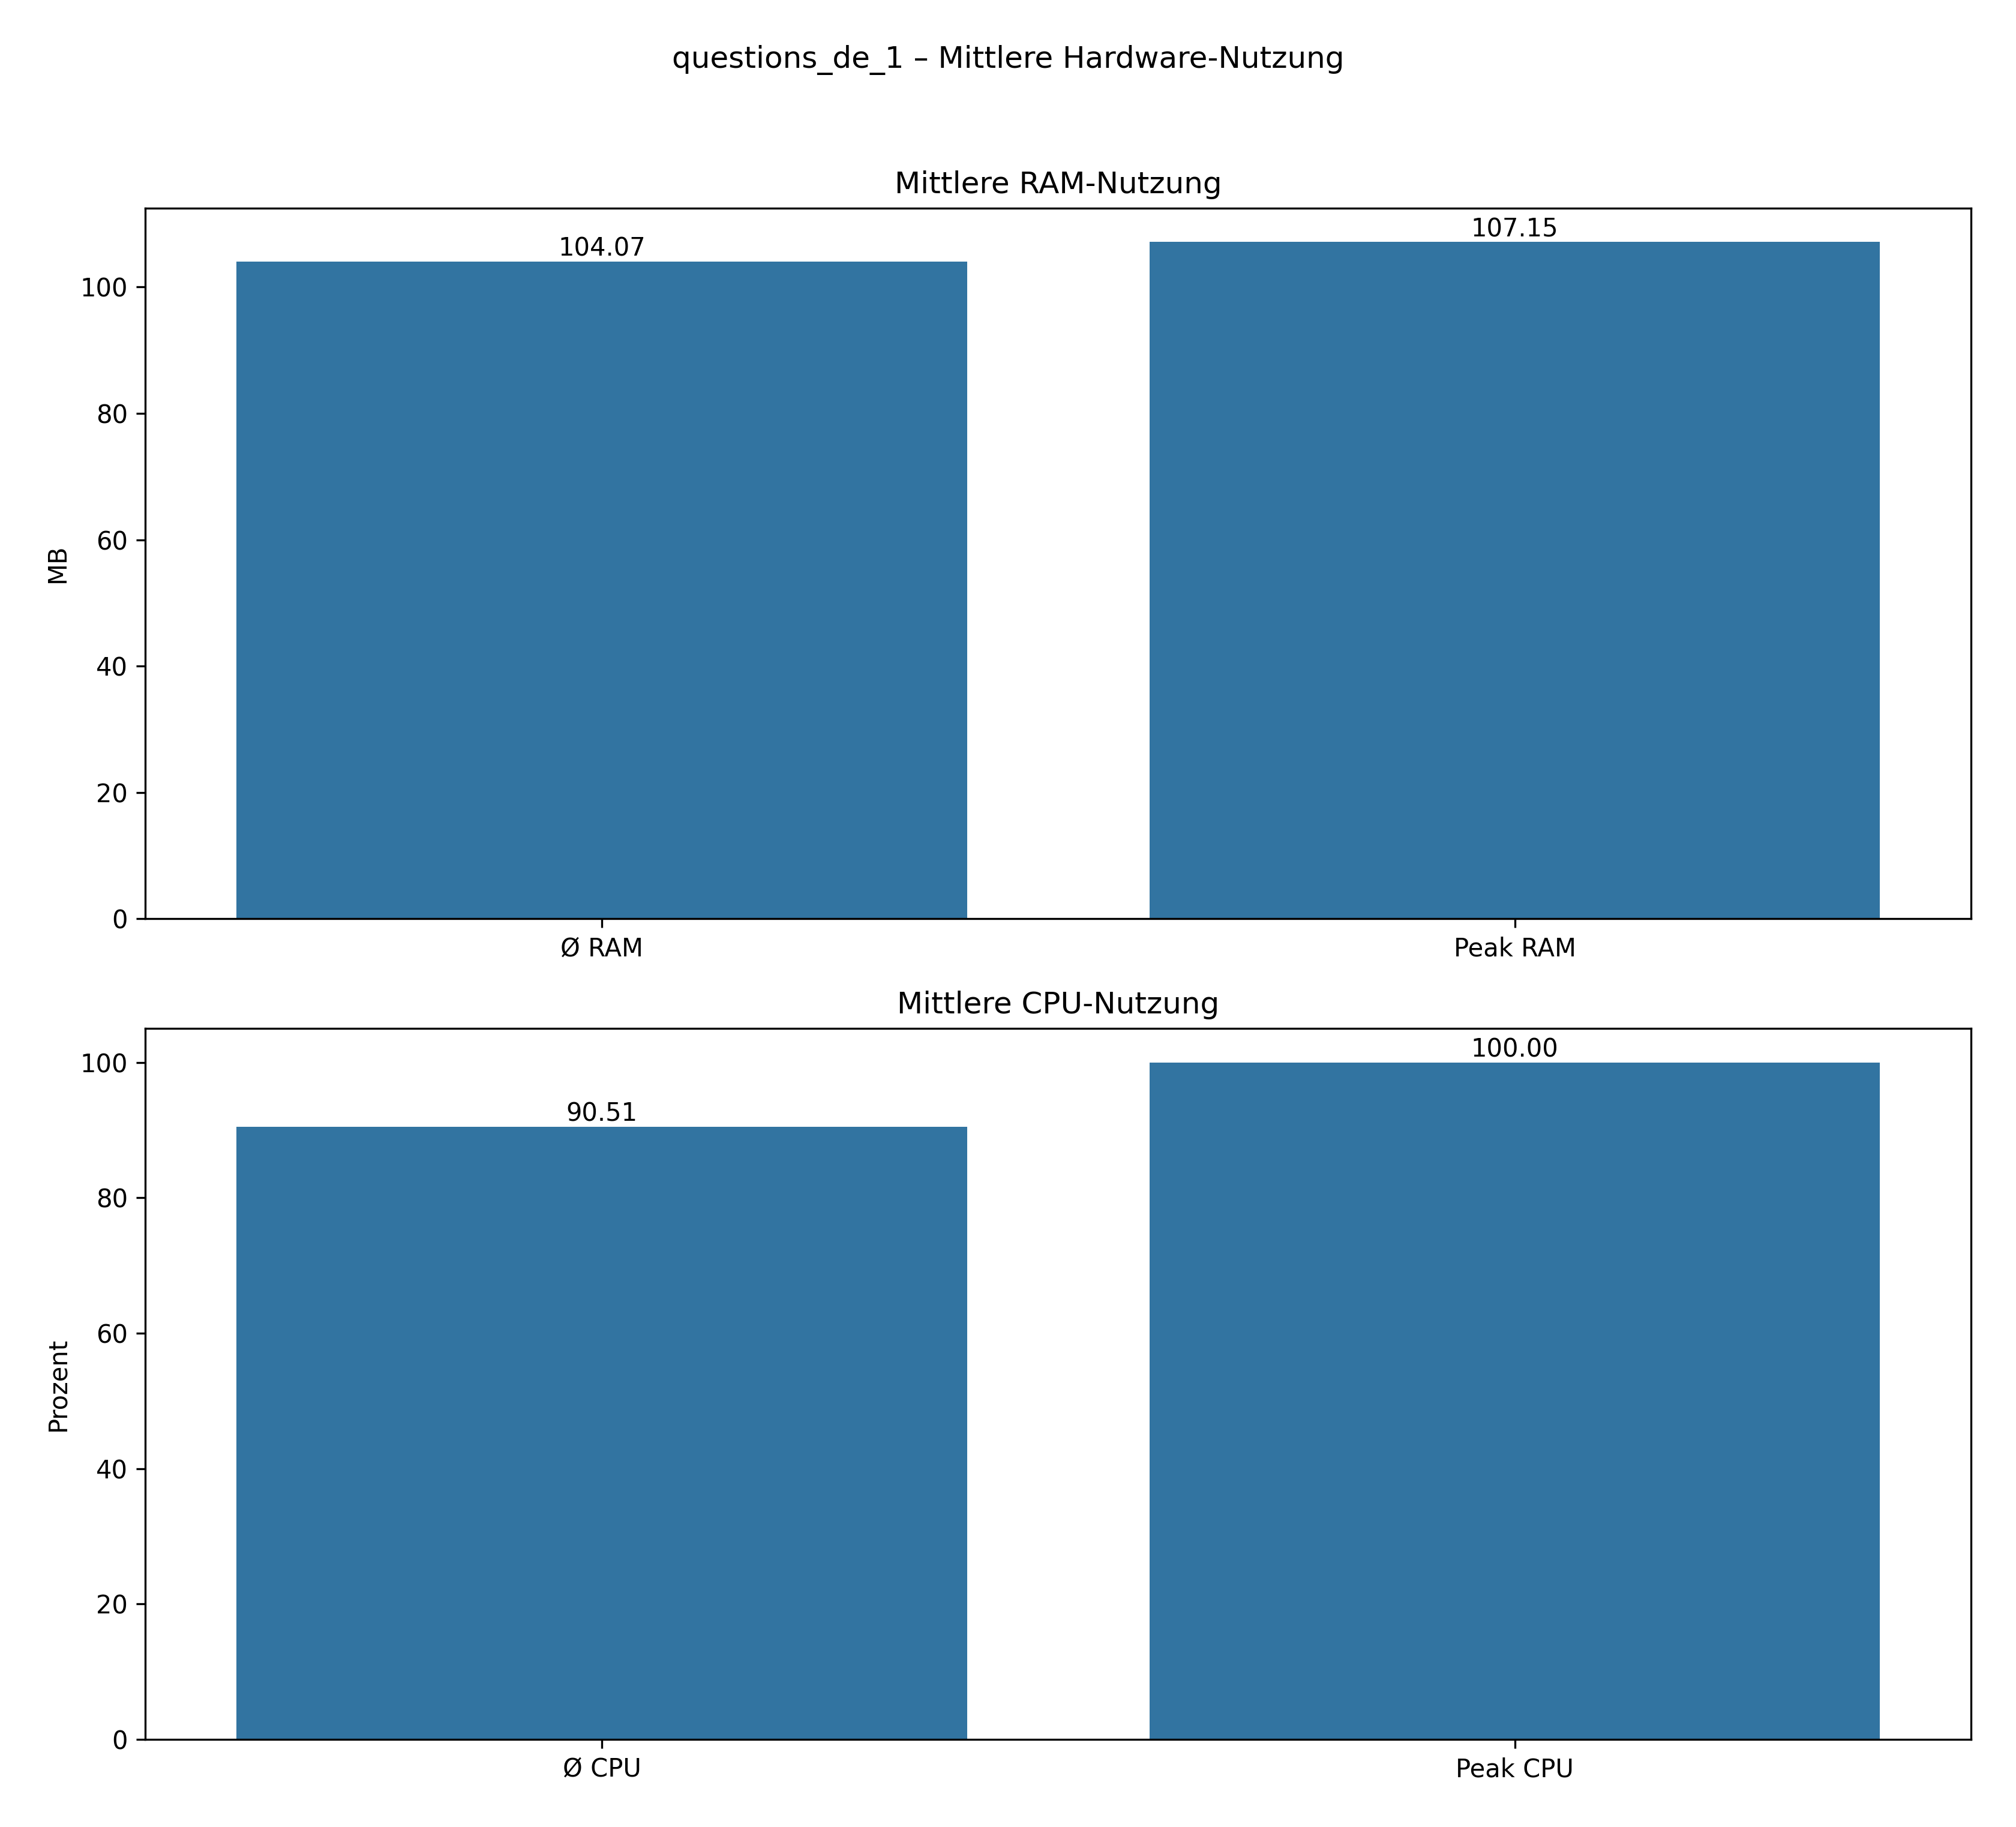 questions_de_1 – Mittlere Hardware-Nutzung
Mittlere RAM-Nutzung
104.07
107.15
100
80
60
40
20
0
MB
Ø RAM
Peak RAM
Mittlere CPU-Nutzung
90.51
100.00
100
80
60
40
20
0
Prozent
Ø CPU
Peak CPU